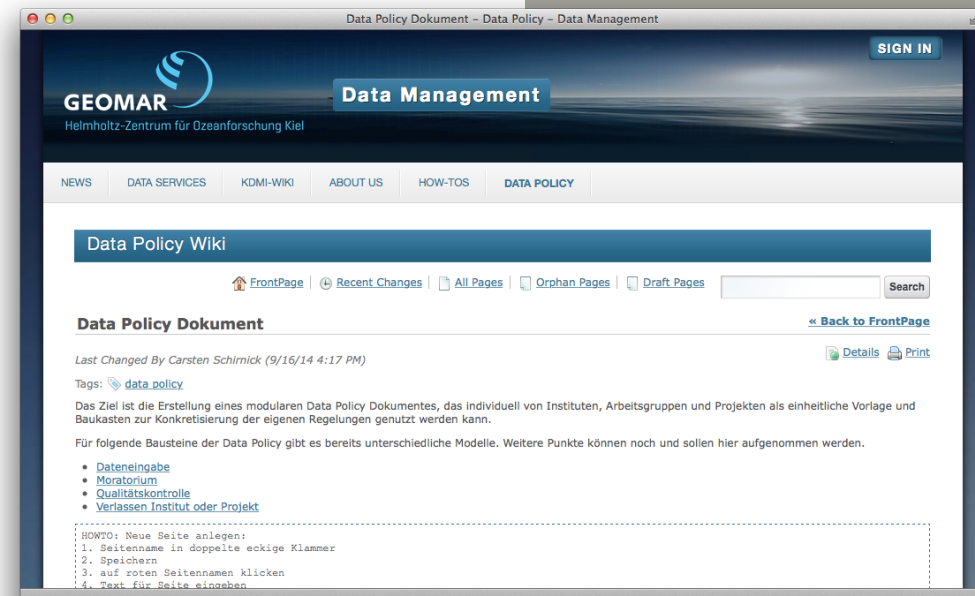 Data Policy Dokument – Data Policy – Data Management
SIGN IN
GEOMAR
Helmholtz-Zentrum für Ozeanforschung Kiel
Data Management
NEWS DATA SERVICES KDMI-WIKI ABOUT US HOW-TOS DATA POLICY
Data Policy Wiki
FrontPage Recent Changes All Pages Orphan Pages Draft Pages Search
Data Policy Dokument
« Back to FrontPage
Last Changed By Carsten Schirnick (9/16/14 4:17 PM)
Details Print
Tags: data policy
Das Ziel ist die Erstellung eines modularen Data Policy Dokumentes, das individuell von Instituten, Arbeitsgruppen und Projekten als einheitliche Vorlage und
Baukasten zur Konkretisierung der eigenen Regelungen genutzt werden kann.
Für folgende Bausteine der Data Policy gibt es bereits unterschiedliche Modelle. Weitere Punkte können noch und sollen hier aufgenommen werden.
• Dateneingabe
• Moratorium
• Qualitätskontrolle
• Verlassen Institut oder Projekt
HOWTO: Neue Seite anlegen:
1. Seitenname in doppelte eckige Klammer
2. Speichern
3. auf roten Seitennamen klicken
4. Text für Seite eingeben